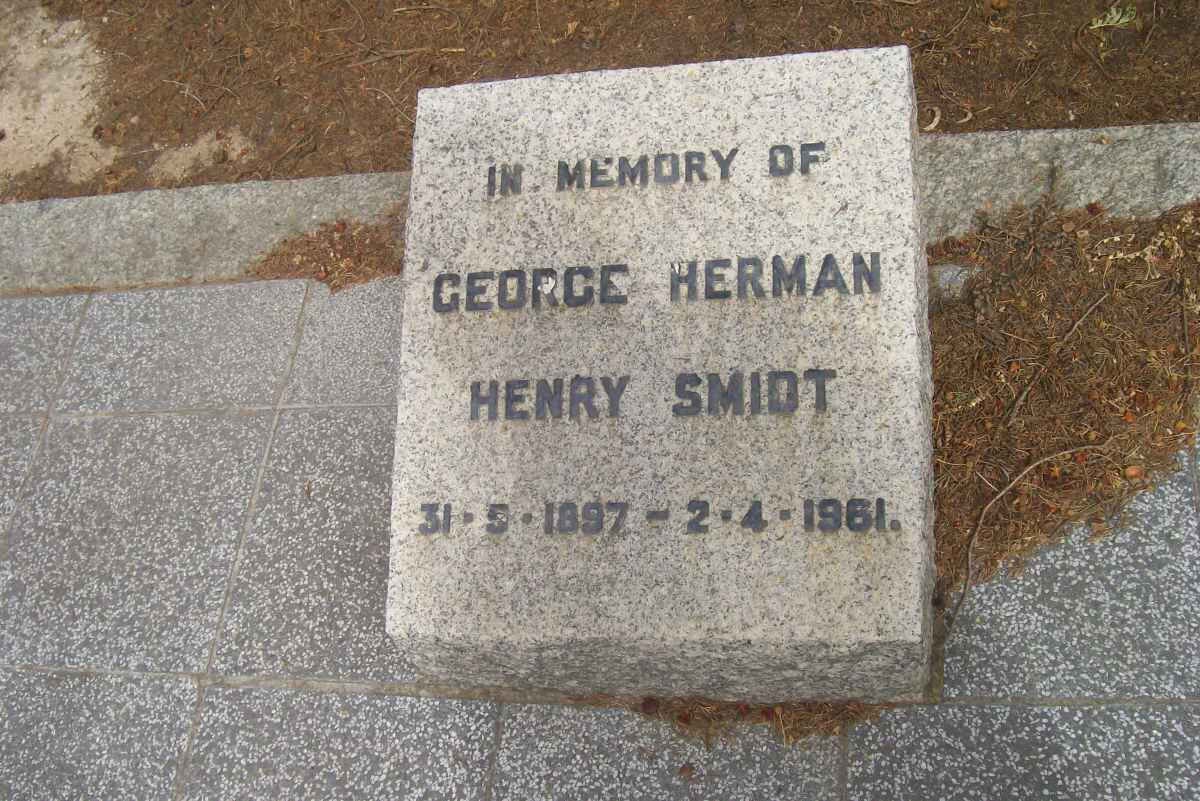 IN MEMORY OF
GEORGE HERMAN
HENRY SMIDT
31·5·1897 – 2·4·1961.